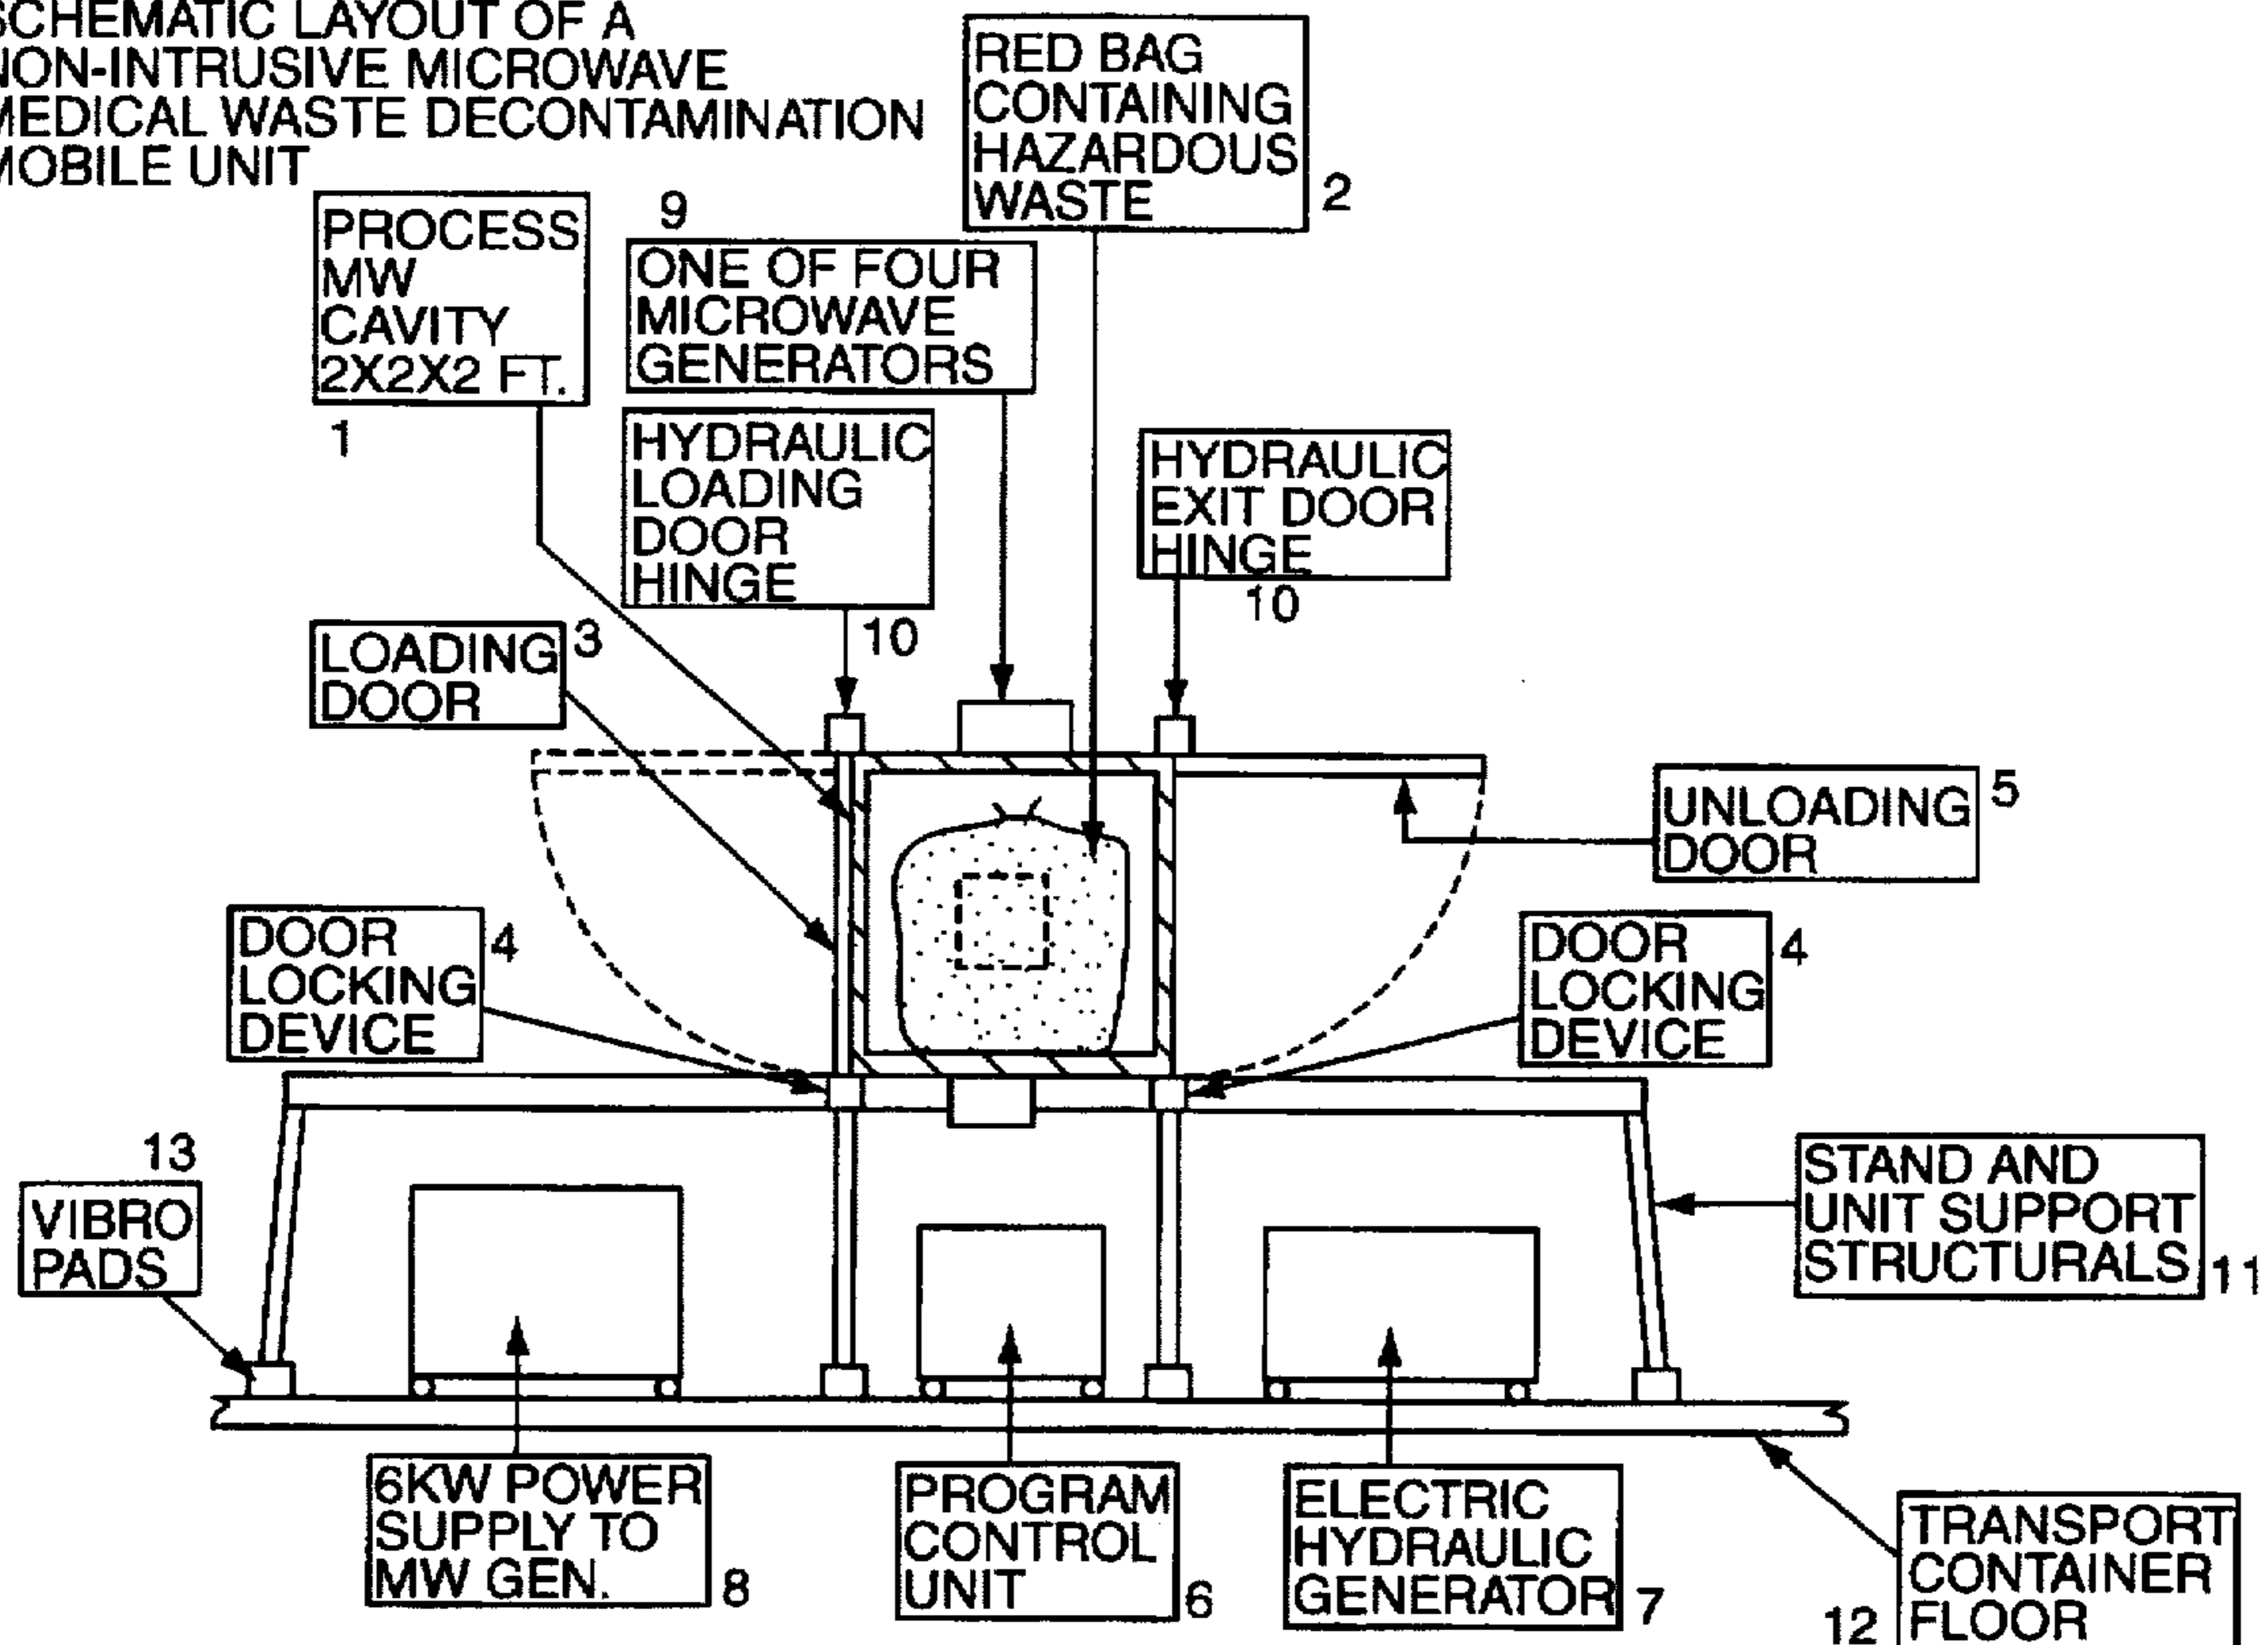 SCHEMATIC LAYOUT OF A
NON-INTRUSIVE MICROWAVE
MEDICAL WASTE DECONTAMINATION
MOBILE UNIT
RED BAG
CONTAINING
HAZARDOUS
WASTE
2
PROCESS
MW
CAVITY
2X2X2 FT.
1
9
ONE OF FOUR
MICROWAVE
GENERATORS
HYDRAULIC
LOADING
DOOR
HINGE
10
HYDRAULIC
EXIT DOOR
HINGE
10
LOADING
DOOR
3
UNLOADING
DOOR
5
DOOR
LOCKING
DEVICE
4
DOOR
LOCKING
DEVICE
4
13
VIBRO
PADS
STAND AND
UNIT SUPPORT
STRUCTURALS
11
6KW POWER
SUPPLY TO
MW GEN.
8
PROGRAM
CONTROL
UNIT
6
ELECTRIC
HYDRAULIC
GENERATOR
7
TRANSPORT
CONTAINER
FLOOR
12